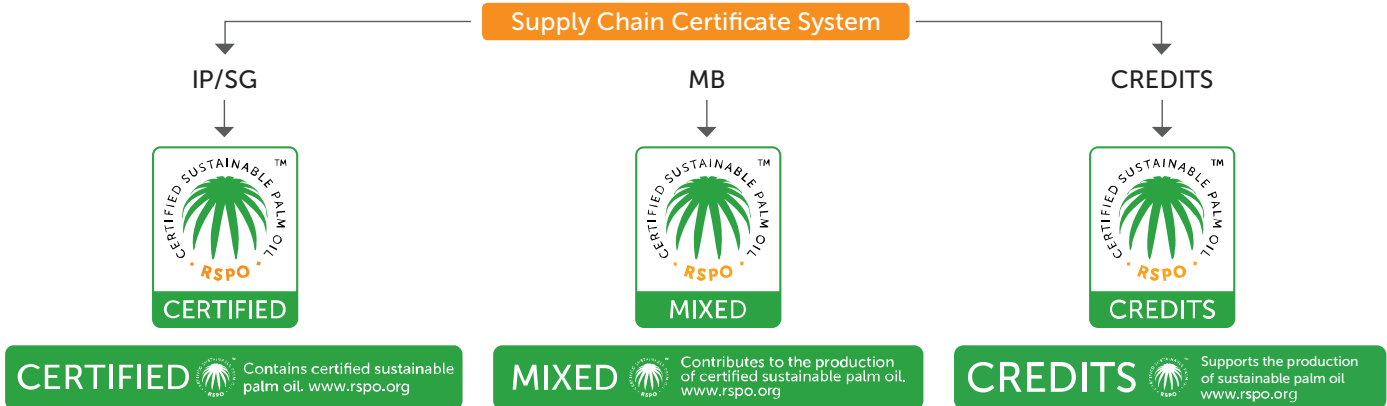 Supply Chain Certificate System
IP/SG
MB
CREDITS
CERTIFIED SUSTAINABLE PALM OIL ™
RSPO
CERTIFIED
CERTIFIED SUSTAINABLE PALM OIL ™
RSPO
MIXED
CERTIFIED SUSTAINABLE PALM OIL ™
RSPO
CREDITS
CERTIFIED
RSPO
Contains certified sustainable
palm oil. www.rspo.org
MIXED
RSPO
Contributes to the production
of certified sustainable palm oil.
www.rspo.org
CREDITS
RSPO
Supports the production
of sustainable palm oil
www.rspo.org